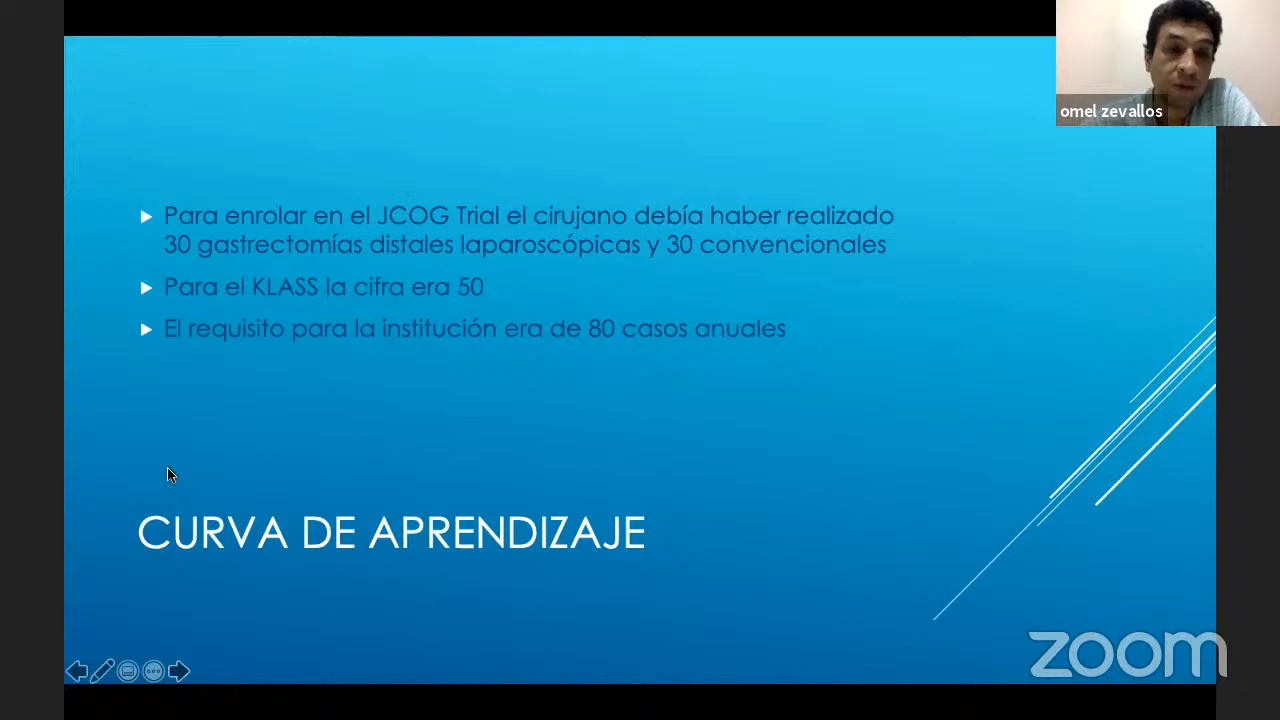 omel zevallos
Para enrolar en el JCOG Trial el cirujano debía haber realizado
30 gastrectomías distales laparoscópicas y 30 convencionales
Para el KLASS la cifra era 50
El requisito para la institución era de 80 casos anuales
CURVA DE APRENDIZAJE
zoom